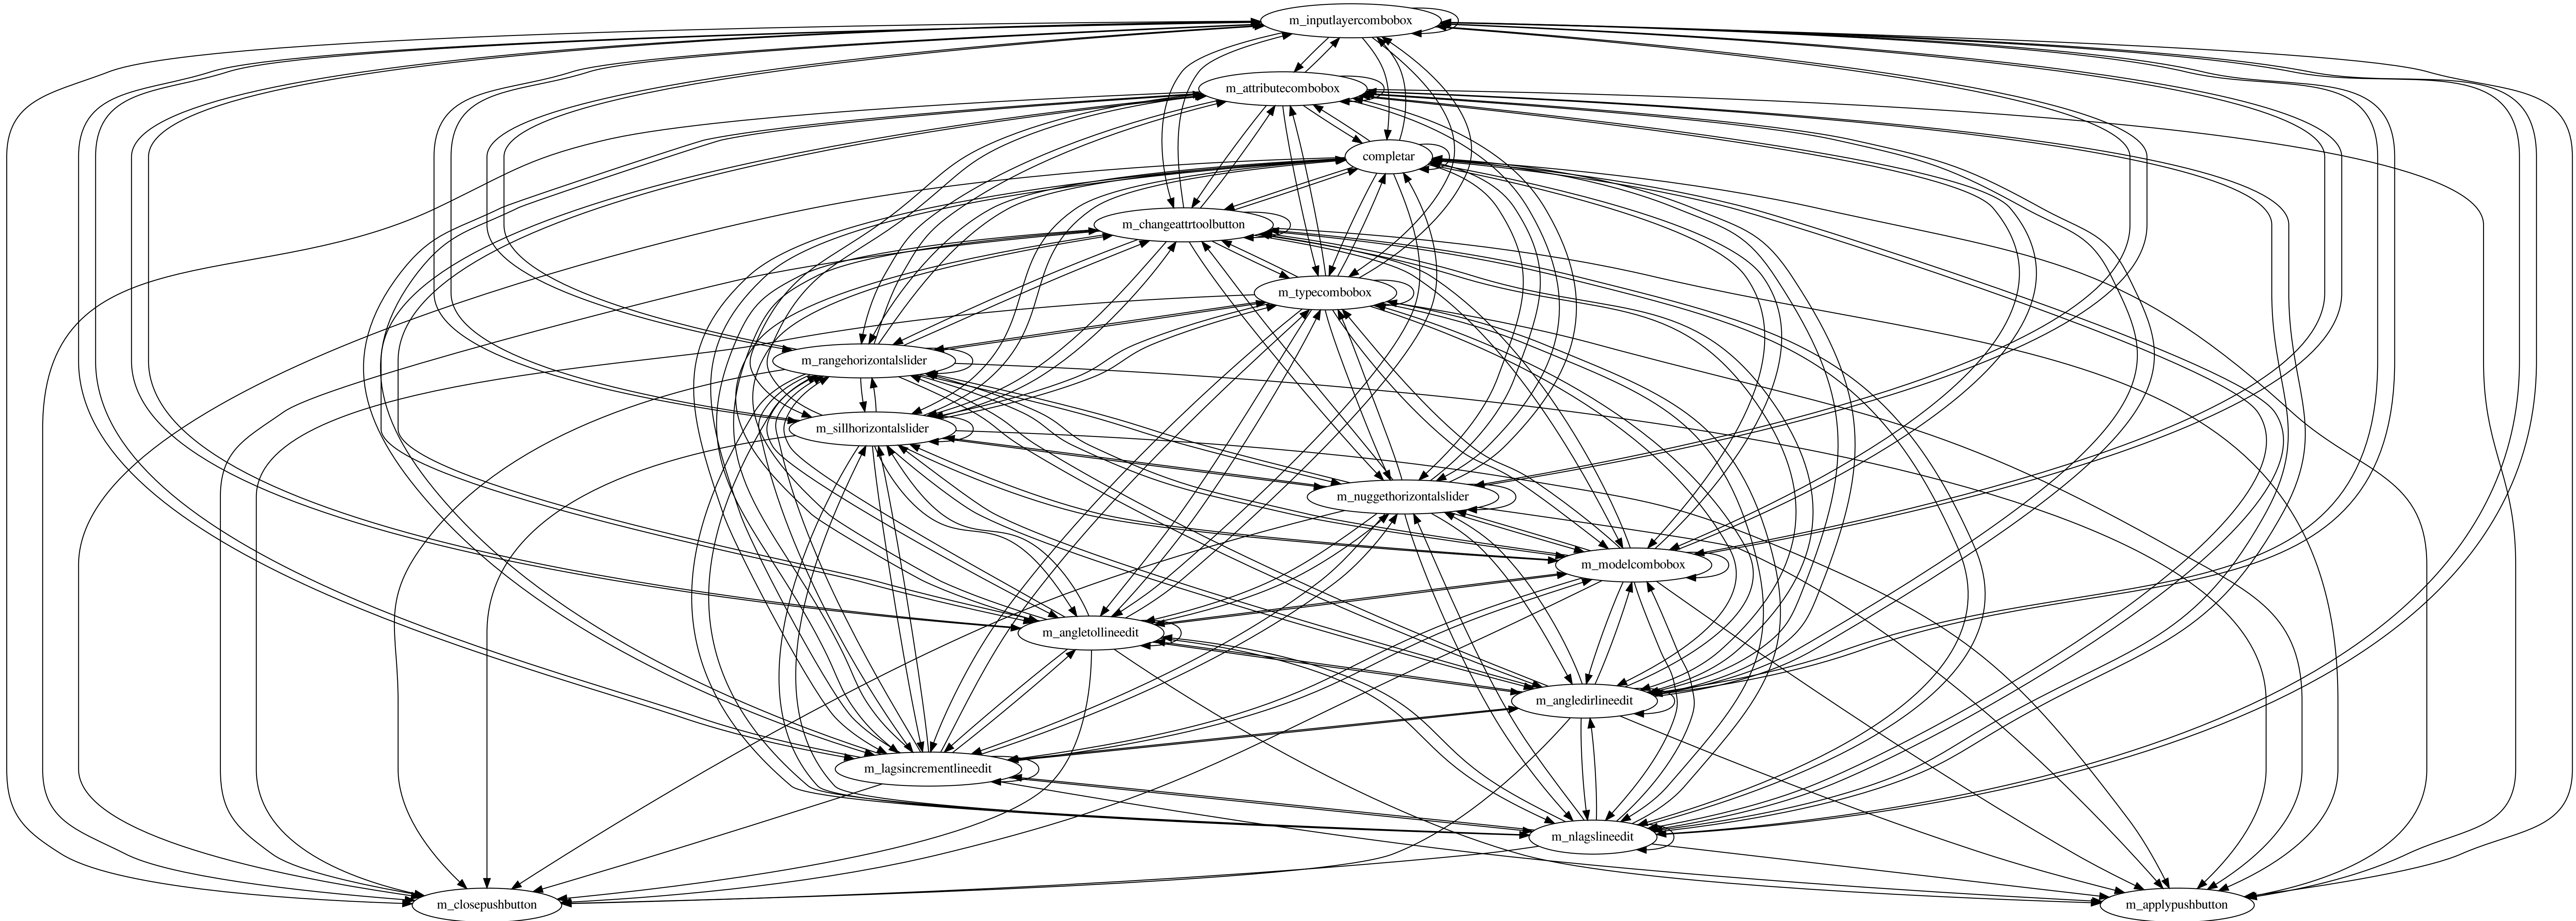 m_inputlayercombobox
m_attributecombobox
completar
m_changeattrtoolbutton
m_typecombobox
m_rangehorizontalslider
m_sillhorizontalslider
m_nuggethorizontalslider
m_modelcombobox
m_angletollineedit
m_angledirlineedit
m_lagsincrementlineedit
m_nlagslineedit
m_closepushbutton
m_applypushbutton